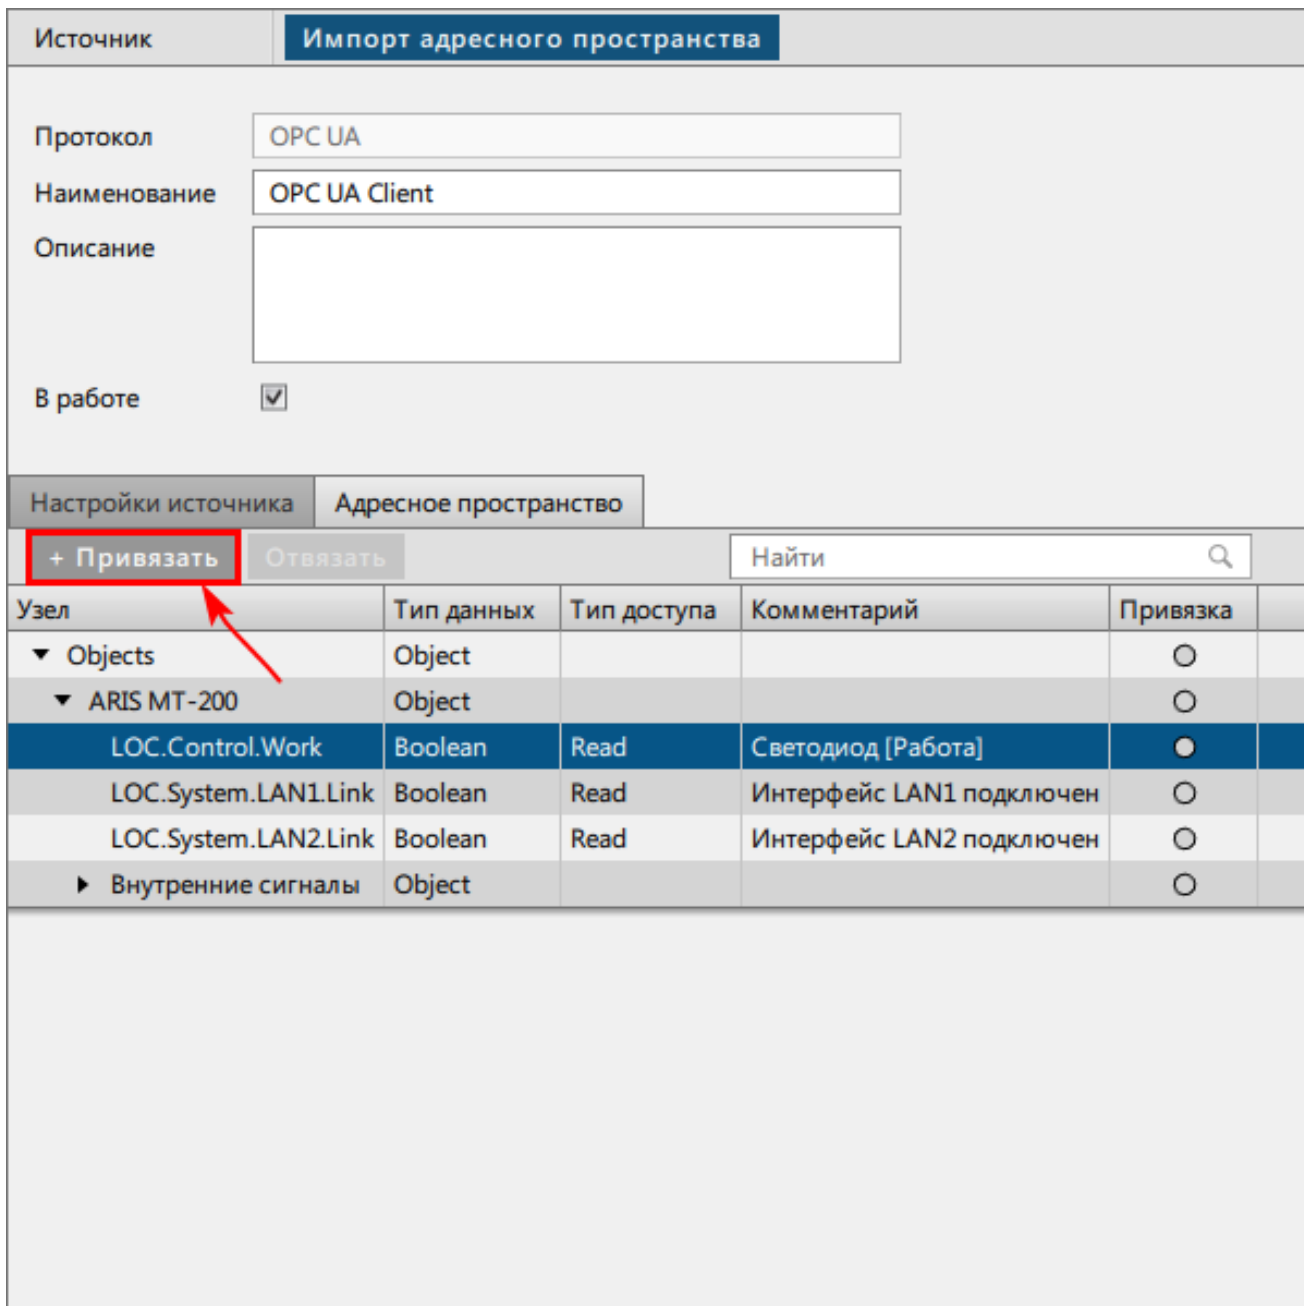 Источник Импорт адресного пространства
Протокол OPC UA
Наименование OPC UA Client
Описание
В работе
Настройки источника Адресное пространство
+ Привязать Отвязать Найти
Узел Тип данных Тип доступа Комментарий Привязка
Objects Object
ARIS MT-200 Object
LOC.Control.Work Boolean Read Светодиод [Работа]
LOC.System.LAN1.Link Boolean Read Интерфейс LAN1 подключен
LOC.System.LAN2.Link Boolean Read Интерфейс LAN2 подключен
Внутренние сигналы Object